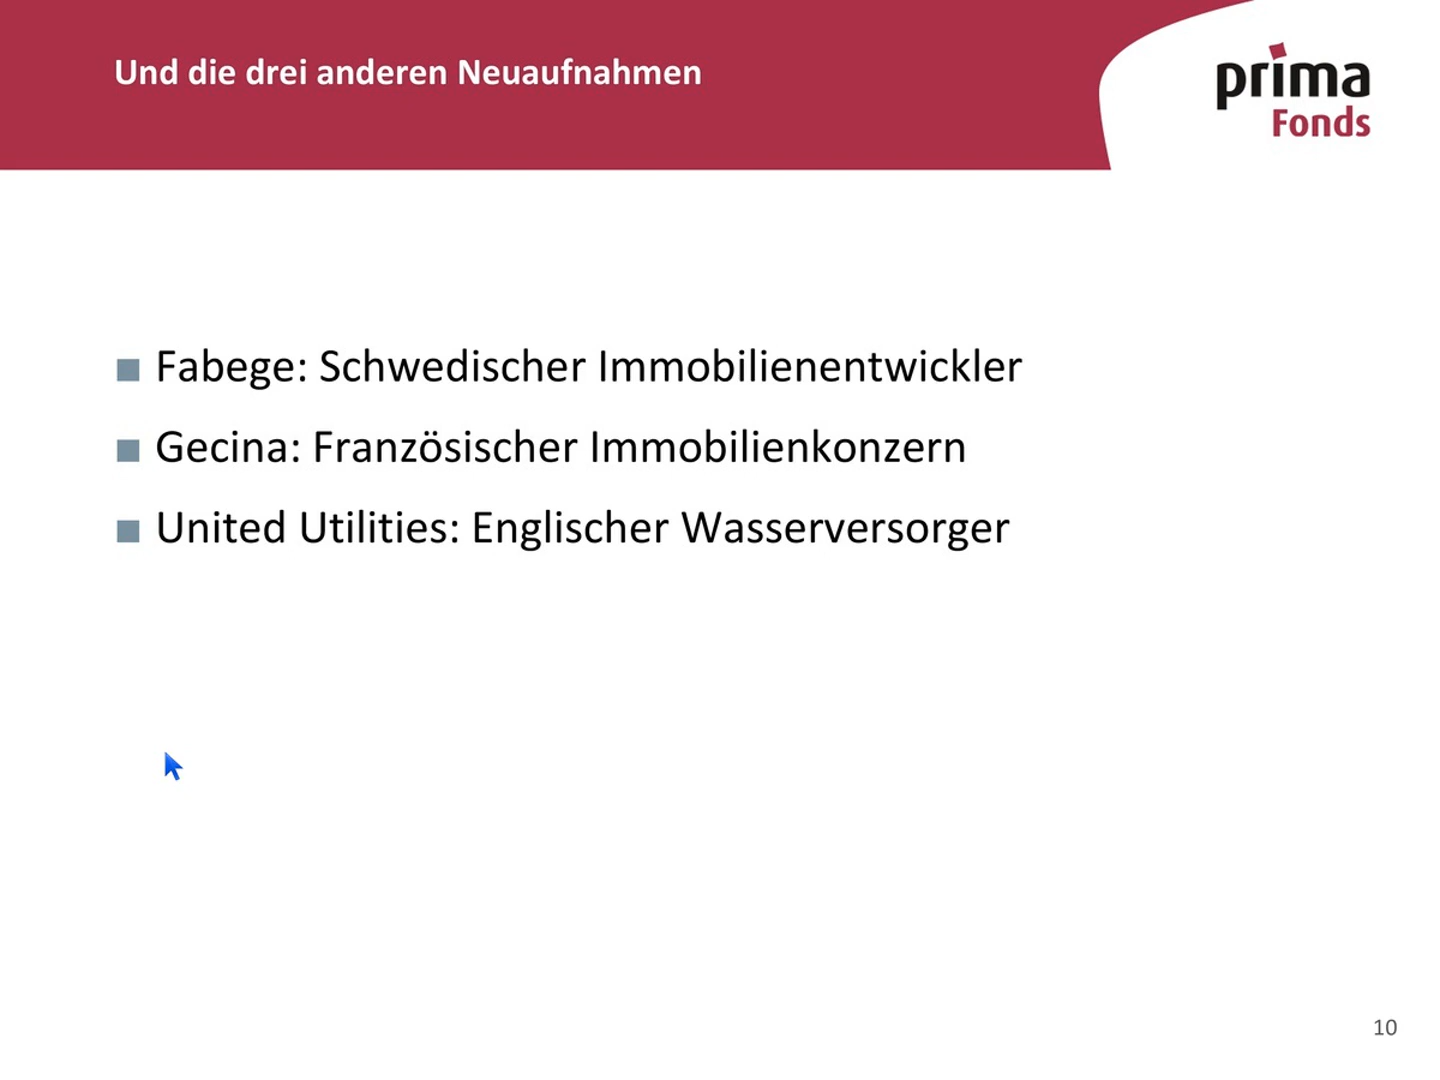 Und die drei anderen Neuaufnahmen
prima
Fonds
Fabege: Schwedischer Immobilienentwickler
Gecina: Französischer Immobilienkonzern
United Utilities: Englischer Wasserversorger
10